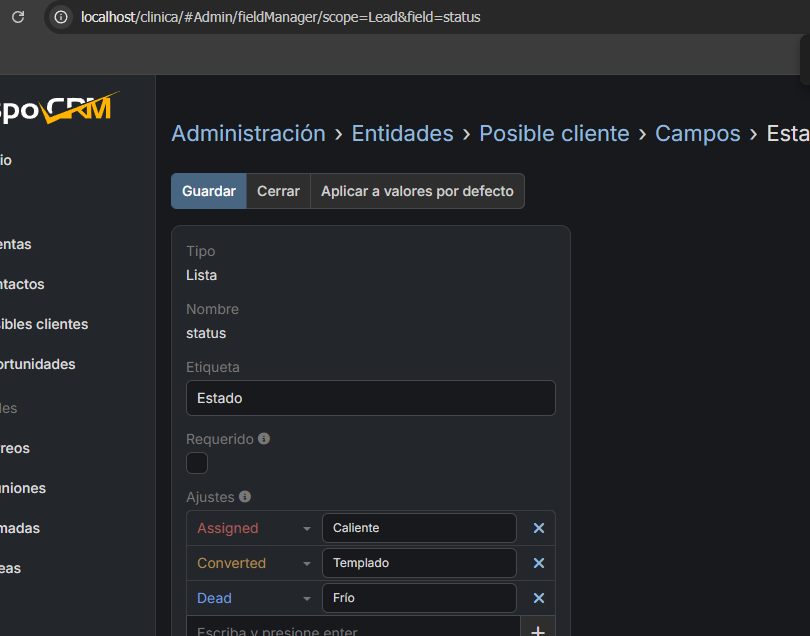 localhost/clinica/#Admin/fieldManager/scope=Lead&field=status
spoCRM
io
Administración › Entidades › Posible cliente › Campos › Esta
Guardar Cerrar Aplicar a valores por defecto
entas
ntactos
ibles clientes
ortunidades
des
reos
uniones
madas
eas
Tipo
Lista
Nombre
status
Etiqueta
Estado
Requerido
Ajustes
Assigned Caliente
Converted Templado
Dead Frío
Escriba y presione enter